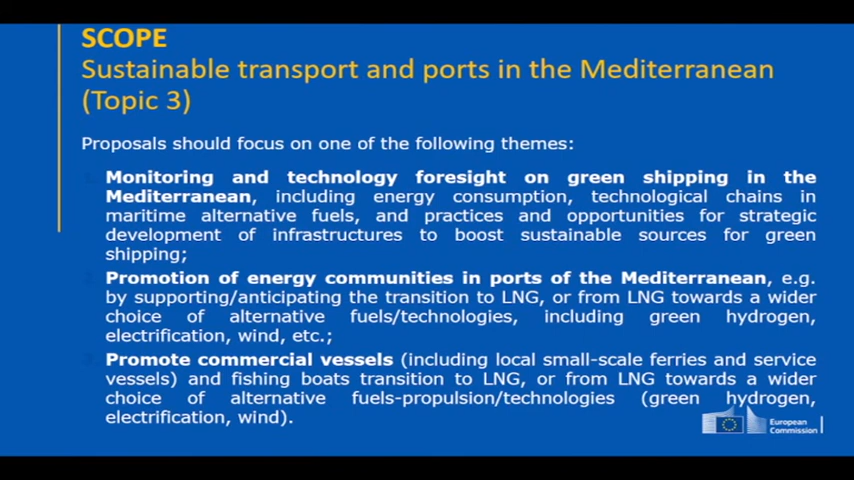 SCOPE
Sustainable transport and ports in the Mediterranean
(Topic 3)
Proposals should focus on one of the following themes:
Monitoring and technology foresight on green shipping in the
Mediterranean, including energy consumption, technological chains in
maritime alternative fuels, and practices and opportunities for strategic
development of infrastructures to boost sustainable sources for green
shipping;
Promotion of energy communities in ports of the Mediterranean, e.g.
by supporting/anticipating the transition to LNG, or from LNG towards a wider
choice of alternative fuels/technologies, including green hydrogen,
electrification, wind, etc.;
Promote commercial vessels (including local small-scale ferries and service
vessels) and fishing boats transition to LNG, or from LNG towards a wider
choice of alternative fuels-propulsion/technologies (green hydrogen,
electrification, wind).
European
Commission